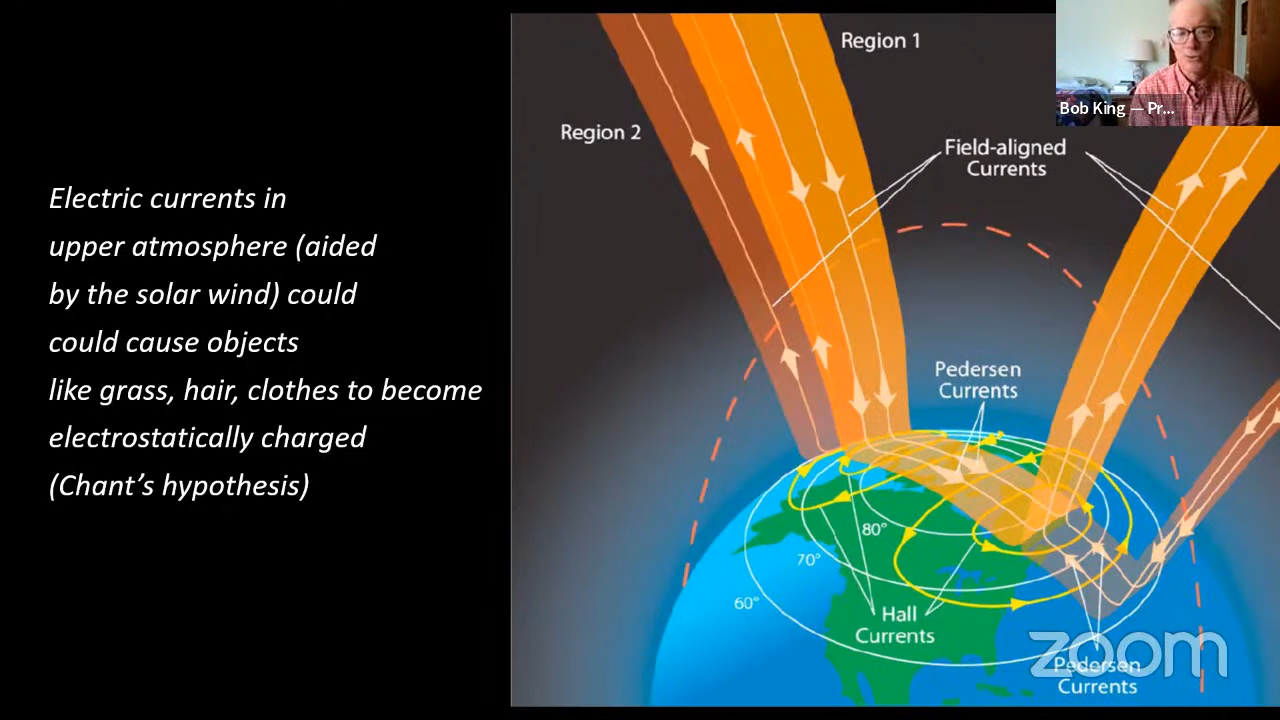 Electric currents in
upper atmosphere (aided
by the solar wind) could
could cause objects
like grass, hair, clothes to become
electrostatically charged
(Chant’s hypothesis)
Region 1
Region 2
Field-aligned
Currents
Pedersen
Currents
80°
70°
60°
Hall
Currents
Pedersen
Currents
Bob King — Pr...
zoom